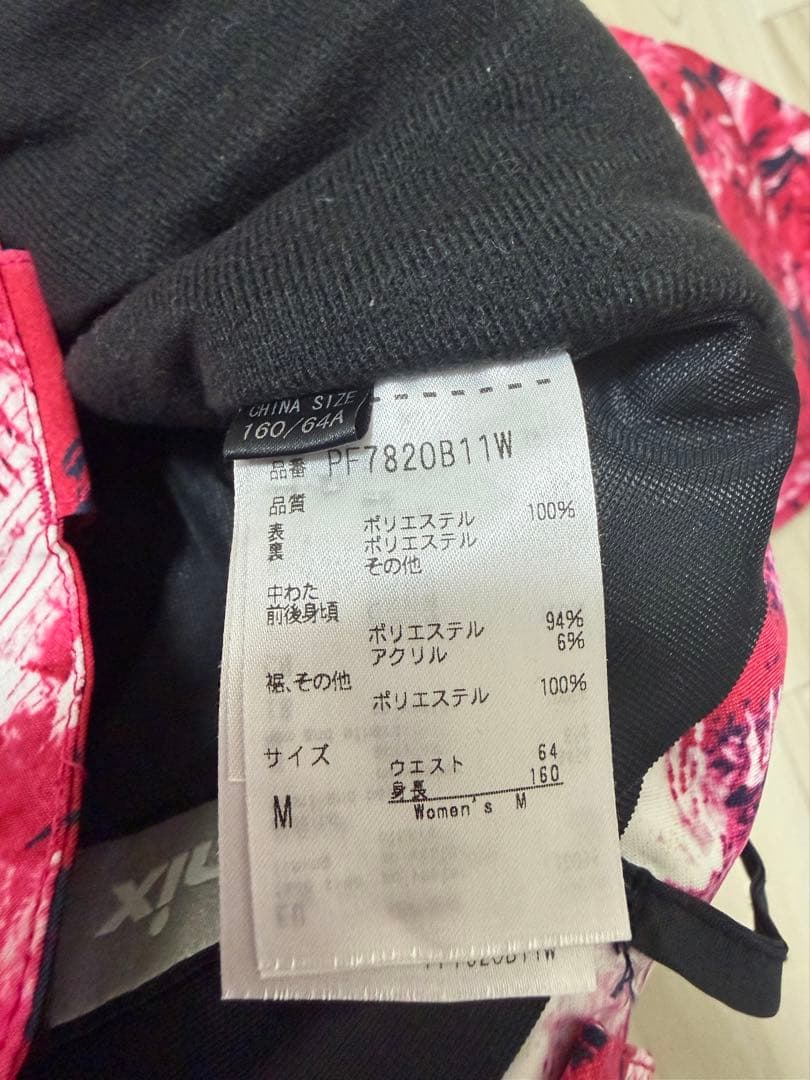 CHINA SIZE
160/64A
品番 PF7820B11W
品質
表 ポリエステル 100%
裏 ポリエステル
その他
中わた
前後身頃
ポリエステル 94%
アクリル 6%
裾、その他
ポリエステル 100%
サイズ ウエスト 64
M 身長 160
Women's M
nix